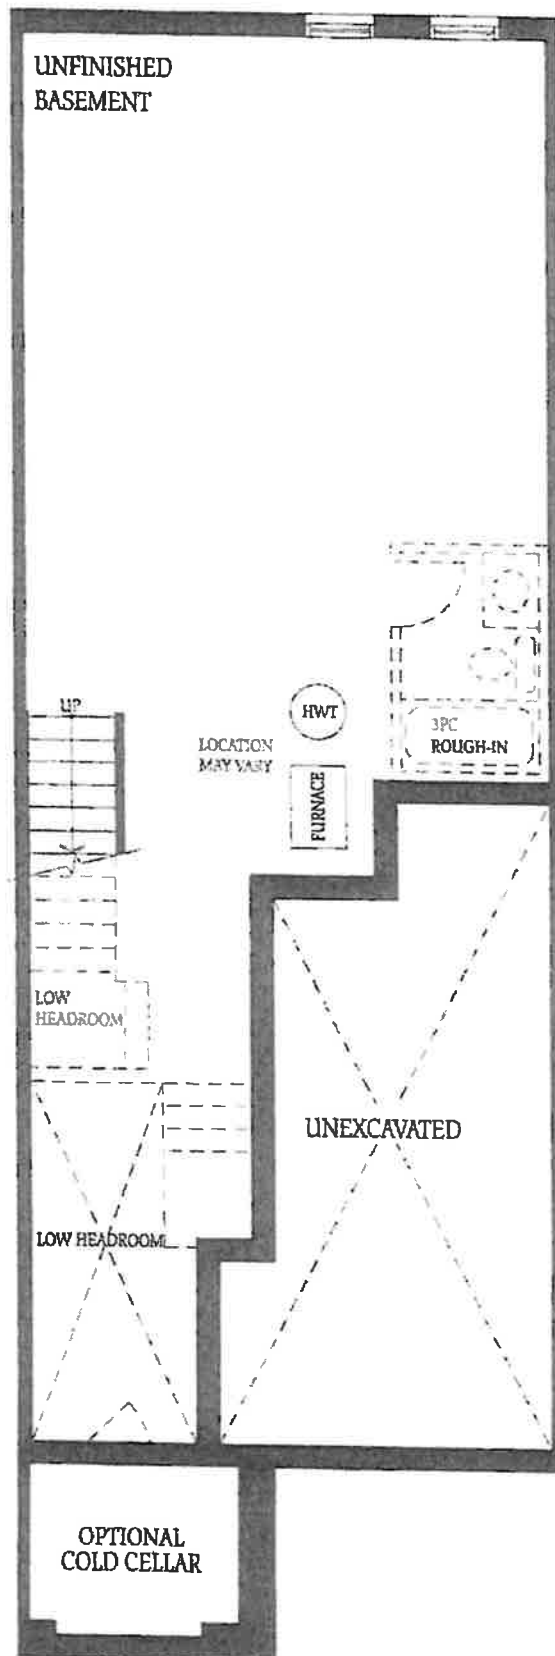 UNFINISHED
BASEMENT
UP
HWT
LOCATION
MAY VARY
3PC
ROUGH-IN
FURNACE
LOW
HEADROOM
UNEXCAVATED
LOW HEADROOM
OPTIONAL
COLD CELLAR